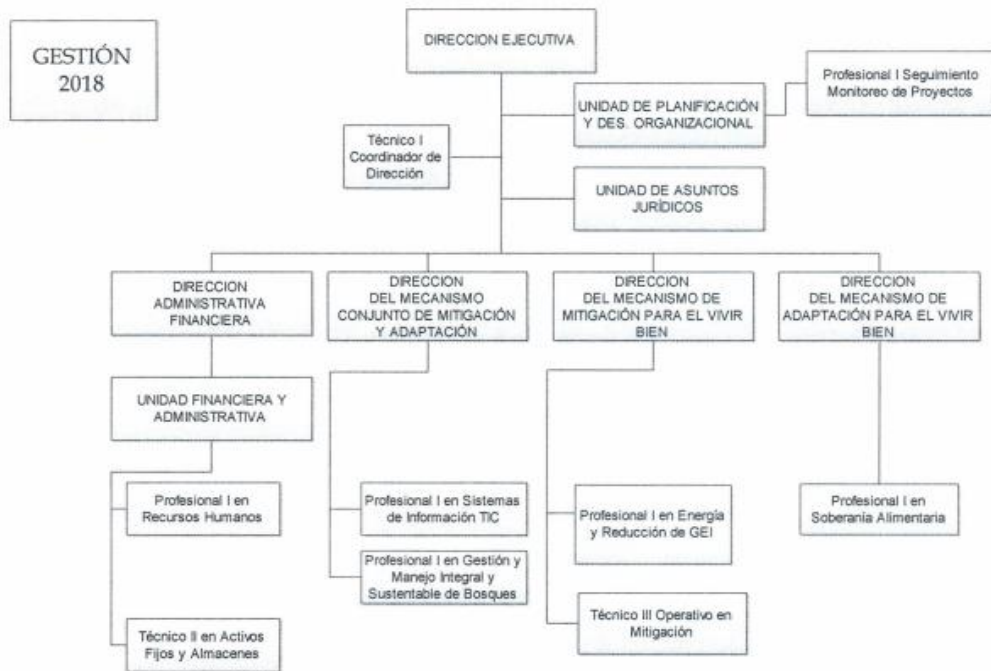 GESTIÓN
2018
DIRECCION EJECUTIVA
Profesional I Seguimiento
Monitoreo de Proyectos
UNIDAD DE PLANIFICACIÓN
Y DES. ORGANIZACIONAL
Técnico I
Coordinador de
Dirección
UNIDAD DE ASUNTOS
JURÍDICOS
DIRECCION
ADMINISTRATIVA
FINANCIERA
DIRECCION
DEL MECANISMO
CONJUNTO DE MITIGACIÓN
Y ADAPTACIÓN
DIRECCION
DEL MECANISMO DE
MITIGACIÓN PARA EL VIVIR
BIEN
DIRECCION
DEL MECANISMO DE
ADAPTACIÓN PARA EL VIVIR
BIEN
UNIDAD FINANCIERA Y
ADMINISTRATIVA
Profesional I en
Recursos Humanos
Profesional I en Sistemas
de Información TIC
Profesional I en Energía
y Reducción de GEI
Profesional I en
Soberanía Alimentaria
Profesional I en Gestión y
Manejo Integral y
Sustentable de Bosques
Técnico II en Activos
Fijos y Almacenes
Técnico III Operativo en
Mitigación